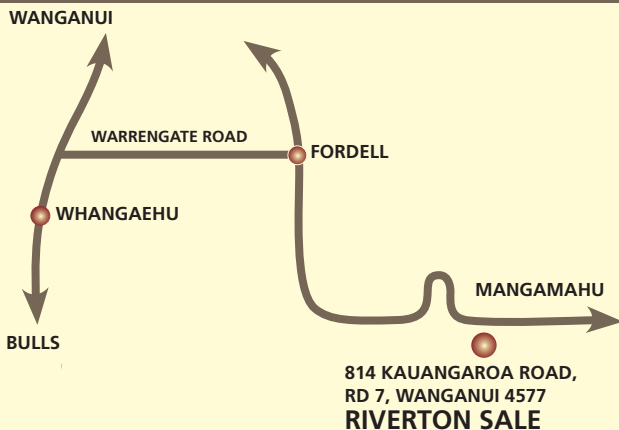 WANGANUI
WARRENGATE ROAD
FORDELL
WHANGAEHU
MANGAMAHU
BULLS
814 KAUANGAROA ROAD,
RD 7, WANGANUI 4577
RIVERTON SALE